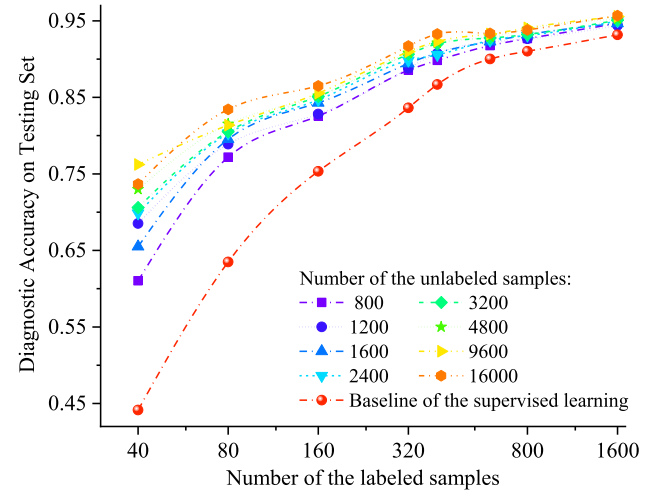 Diagnostic Accuracy on Testing Set
0.95
0.85
0.75
0.65
0.55
0.45
Number of the unlabeled samples:
800 3200
1200 4800
1600 9600
2400 16000
Baseline of the supervised learning
40 80 160 320 800 1600
Number of the labeled samples